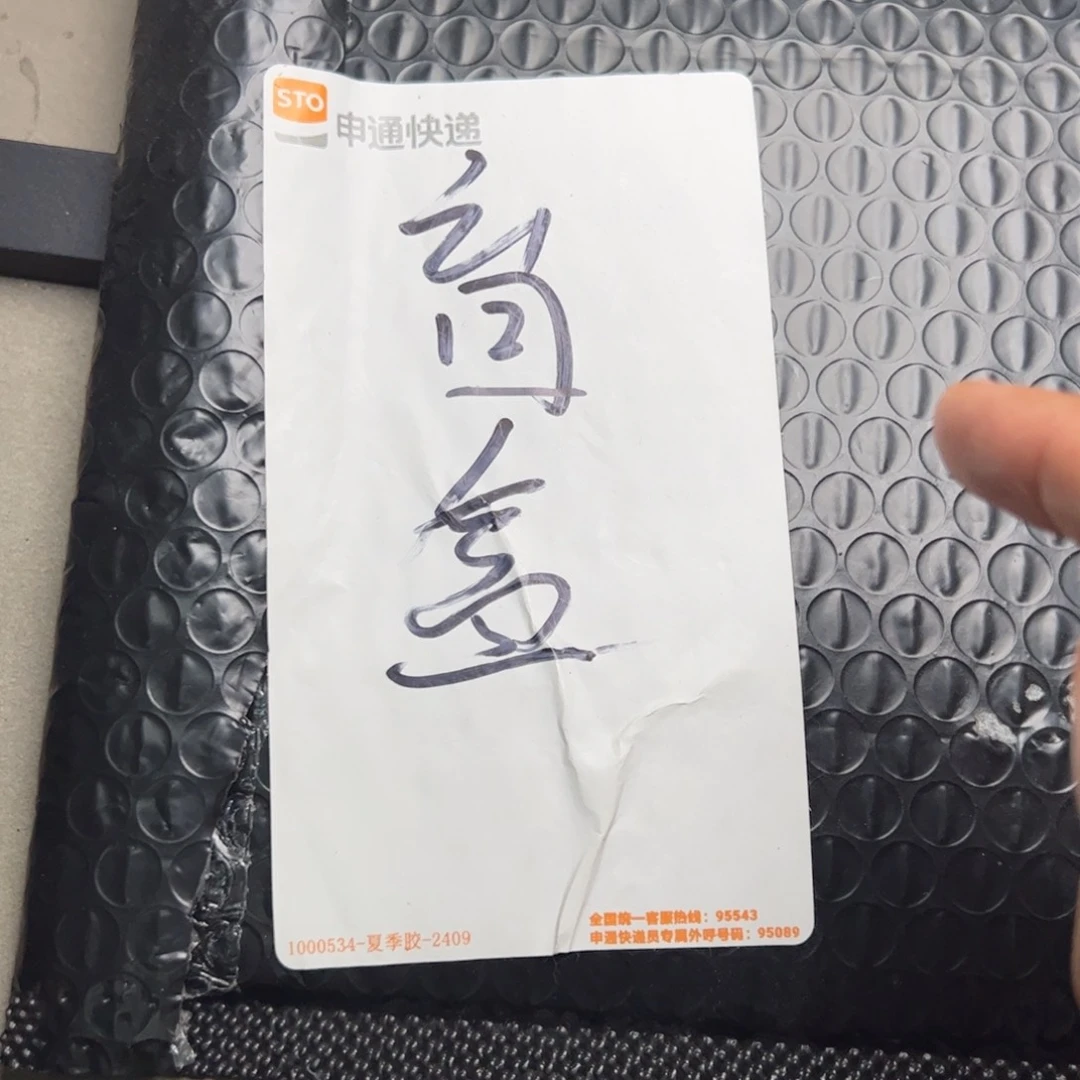 STO
申通快递
盒
1000534-夏季胶-2409
全国统一客服热线：95543
申通快递员专属外呼号码：95089